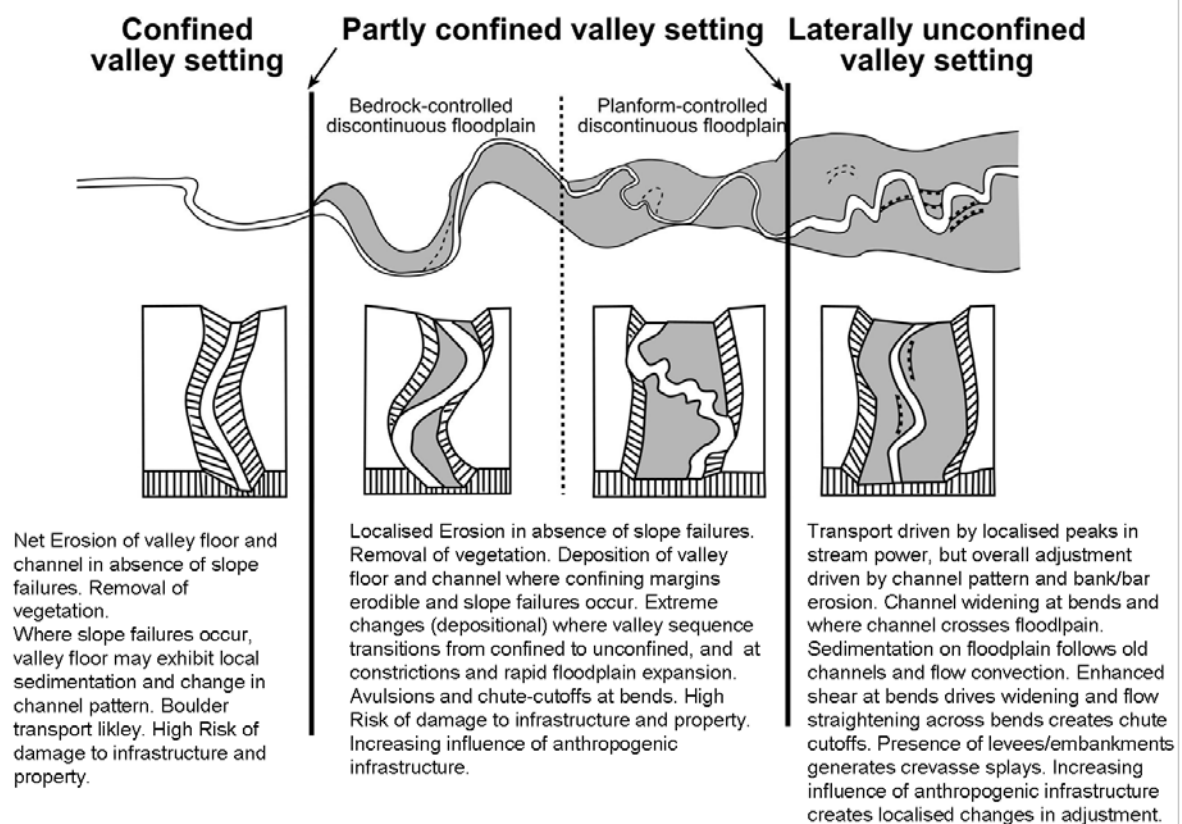 Confined
valley setting
Partly confined valley setting
Laterally unconfined
valley setting
Bedrock-controlled
discontinuous floodplain
Planform-controlled
discontinuous floodplain
Net Erosion of valley floor and
channel in absence of slope
failures. Removal of
vegetation.
Where slope failures occur,
valley floor may exhibit local
sedimentation and change in
channel pattern. Boulder
transport likley. High Risk of
damage to infrastructure and
property.
Localised Erosion in absence of slope failures.
Removal of vegetation. Deposition of valley
floor and channel where confining margins
erodible and slope failures occur. Extreme
changes (depositional) where valley sequence
transitions from confined to unconfined, and at
constrictions and rapid floodplain expansion.
Avulsions and chute-cutoffs at bends. High
Risk of damage to infrastructure and property.
Increasing influence of anthropogenic
infrastructure.
Transport driven by localised peaks in
stream power, but overall adjustment
driven by channel pattern and bank/bar
erosion. Channel widening at bends and
where channel crosses floodlpain.
Sedimentation on floodplain follows old
channels and flow convection. Enhanced
shear at bends drives widening and flow
straightening across bends creates chute
cutoffs. Presence of levees/embankments
generates crevasse splays. Increasing
influence of anthropogenic infrastructure
creates localised changes in adjustment.